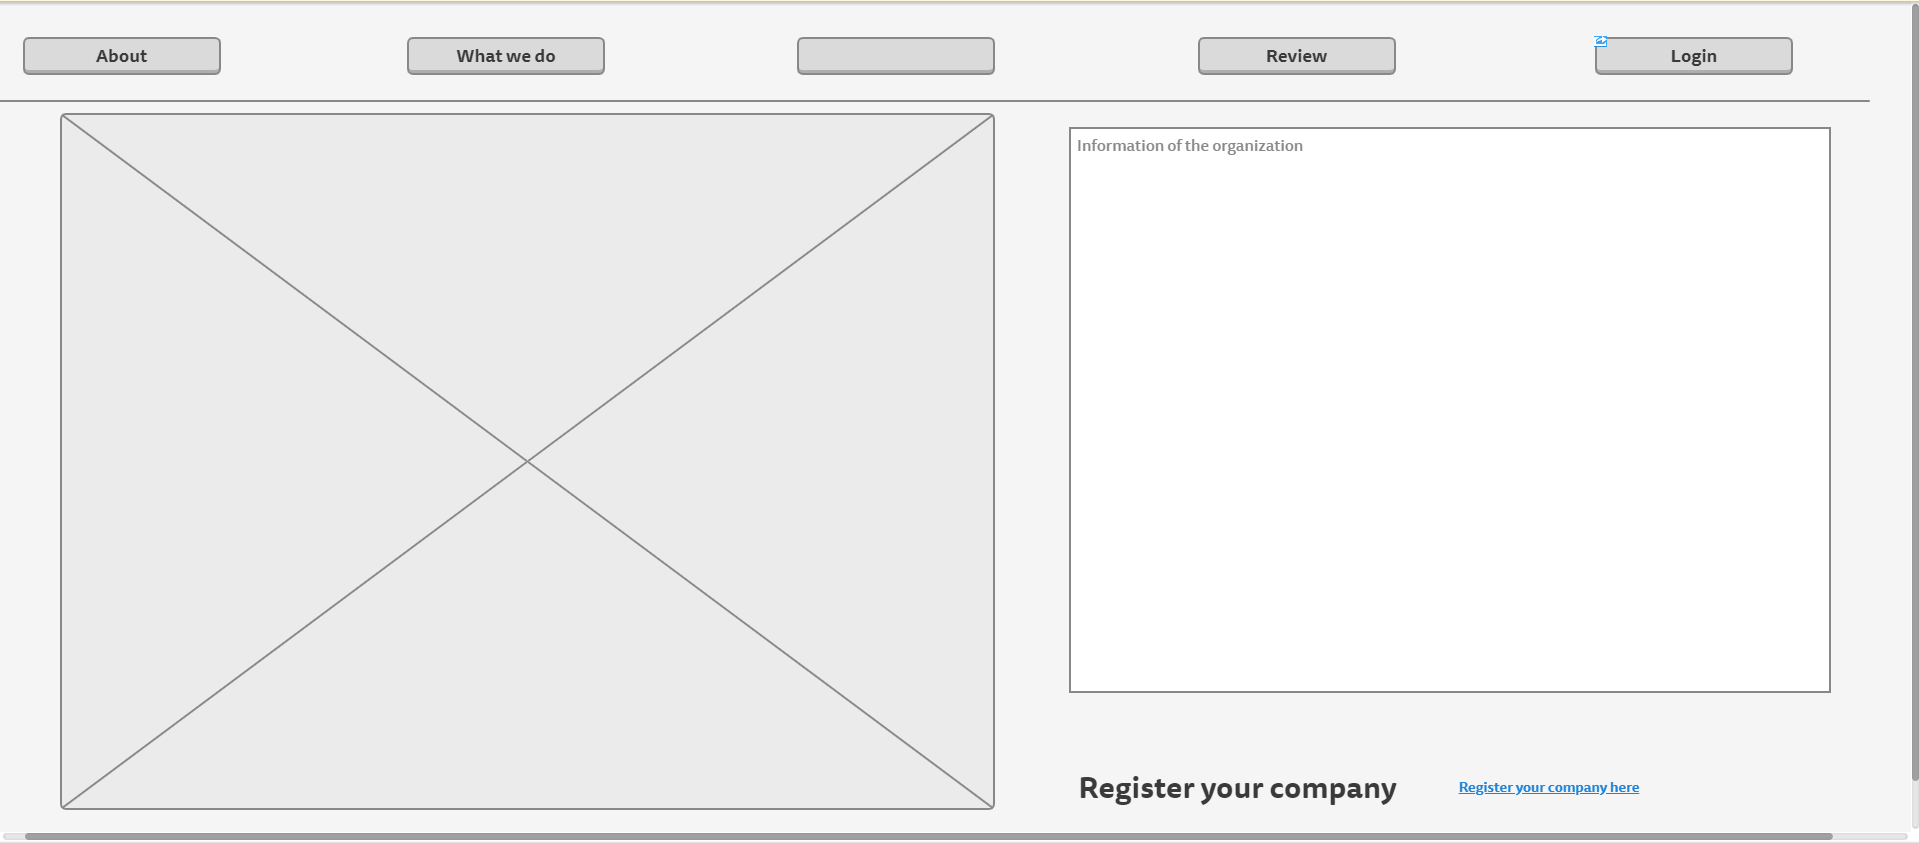 About
What we do
Review
Login
Information of the organization
Register your company
Register your company here